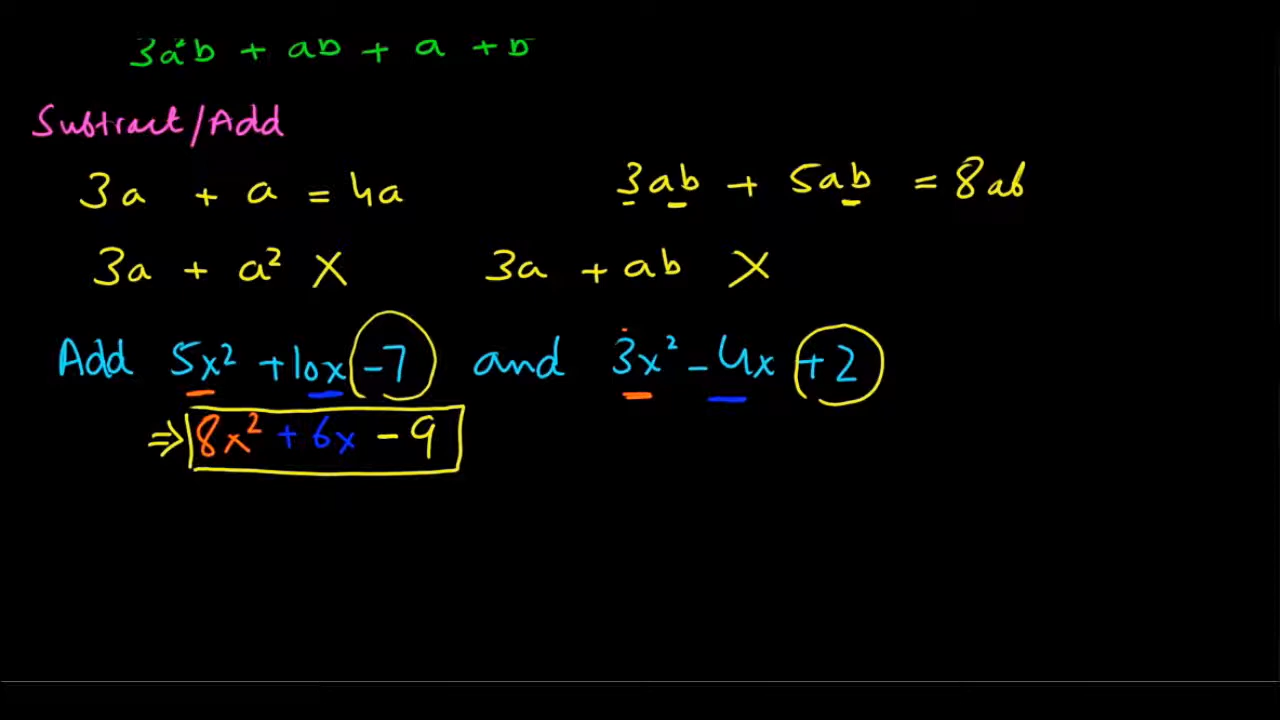 3a²b + ab + a + b
Subtract/Add
3a + a = 4a    3ab + 5ab = 8ab
3a + a² X    3a + ab X
Add 5x² + 10x - 7 and 3x² - 4x + 2
⇒ 8x² + 6x - 9